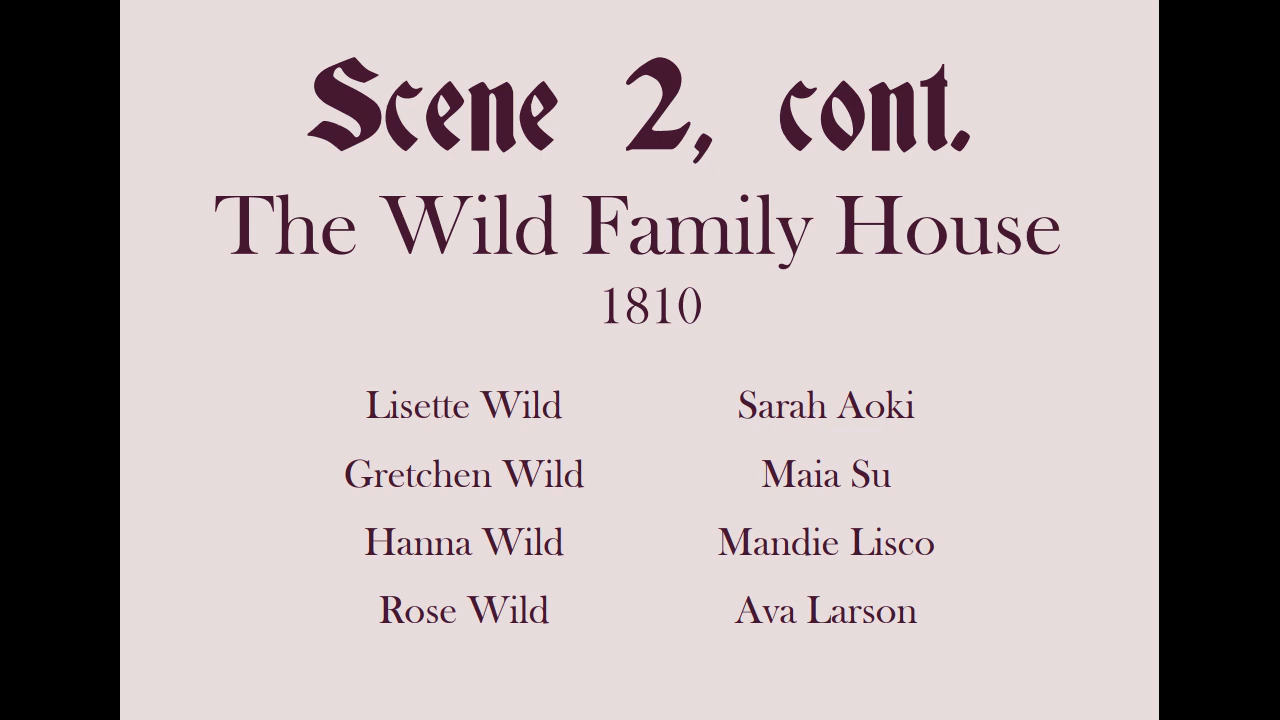 Scene 2, cont.
The Wild Family House
1810
Lisette Wild Sarah Aoki
Gretchen Wild Maia Su
Hanna Wild Mandie Lisco
Rose Wild Ava Larson